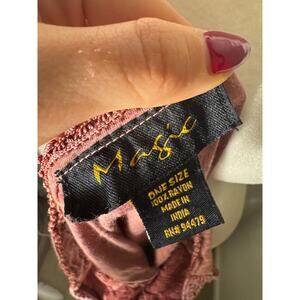 Magic
ONE SIZE
100% RAYON
MADE IN
INDIA
RN# 94479